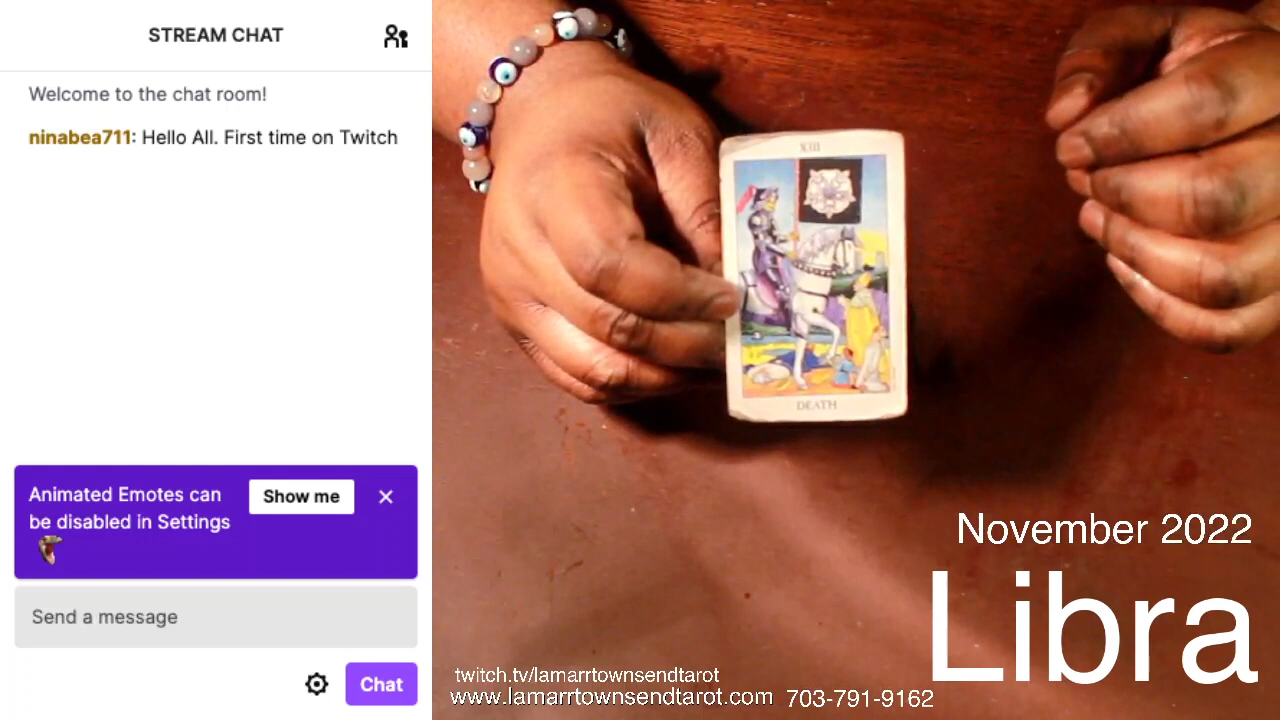 STREAM CHAT
Welcome to the chat room!
ninabea711: Hello All. First time on Twitch
Animated Emotes can
be disabled in Settings
Show me
Send a message
Chat
XIII
DEATH
November 2022
Libra
twitch.tv/lamarrtownsendtarot
www.lamarrtownsendtarot.com 703-791-9162